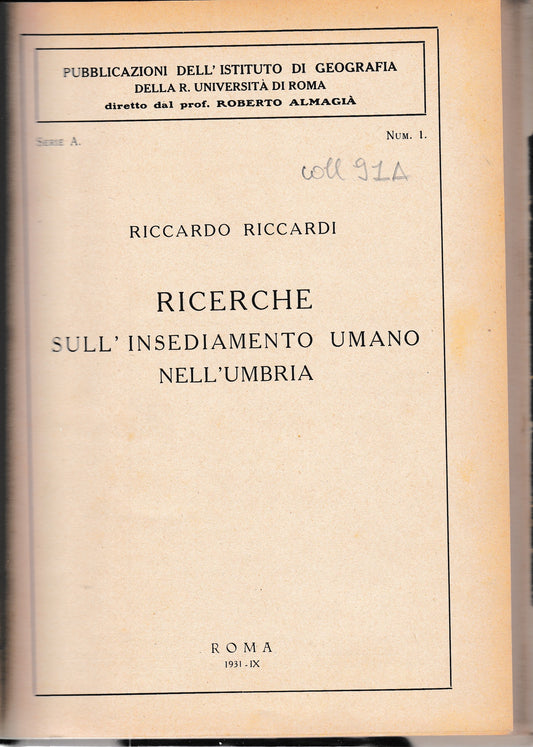 PUBBLICAZIONI DELL' ISTITUTO DI GEOGRAFIA
DELLA R. UNIVERSITÀ DI ROMA
diretto dal prof. ROBERTO ALMAGIÀ
SERIE A.
NUM. 1.
coll 91A
RICCARDO RICCARDI
RICERCHE
SULL' INSEDIAMENTO UMANO
NELL'UMBRIA
ROMA
1931 - IX